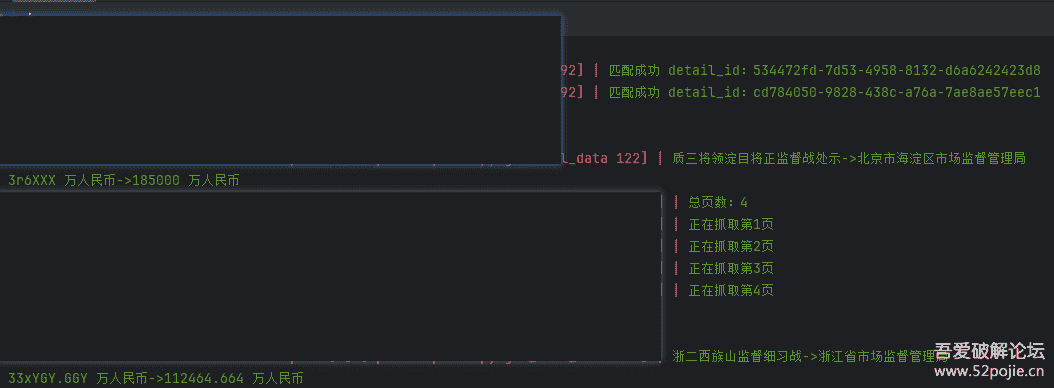 92] | 匹配成功 detail_id: 534472fd-7d53-4958-8132-d6a6242423d8
92] | 匹配成功 detail_id: cd784050-9828-438c-a76a-7ae8ae57eec1
l_data 122] | 质三将领淀目将正监督战处示->北京市海淀区市场监督管理局
3r6XXX 万人民币->185000 万人民币
| 总页数: 4
| 正在抓取第1页
| 正在抓取第2页
| 正在抓取第3页
| 正在抓取第4页
浙二西族山监督细习战->浙江省市场监督管理局
吾爱破解论坛
33xYGY.GGY 万人民币->112464.664 万人民币
www.52pojie.cn